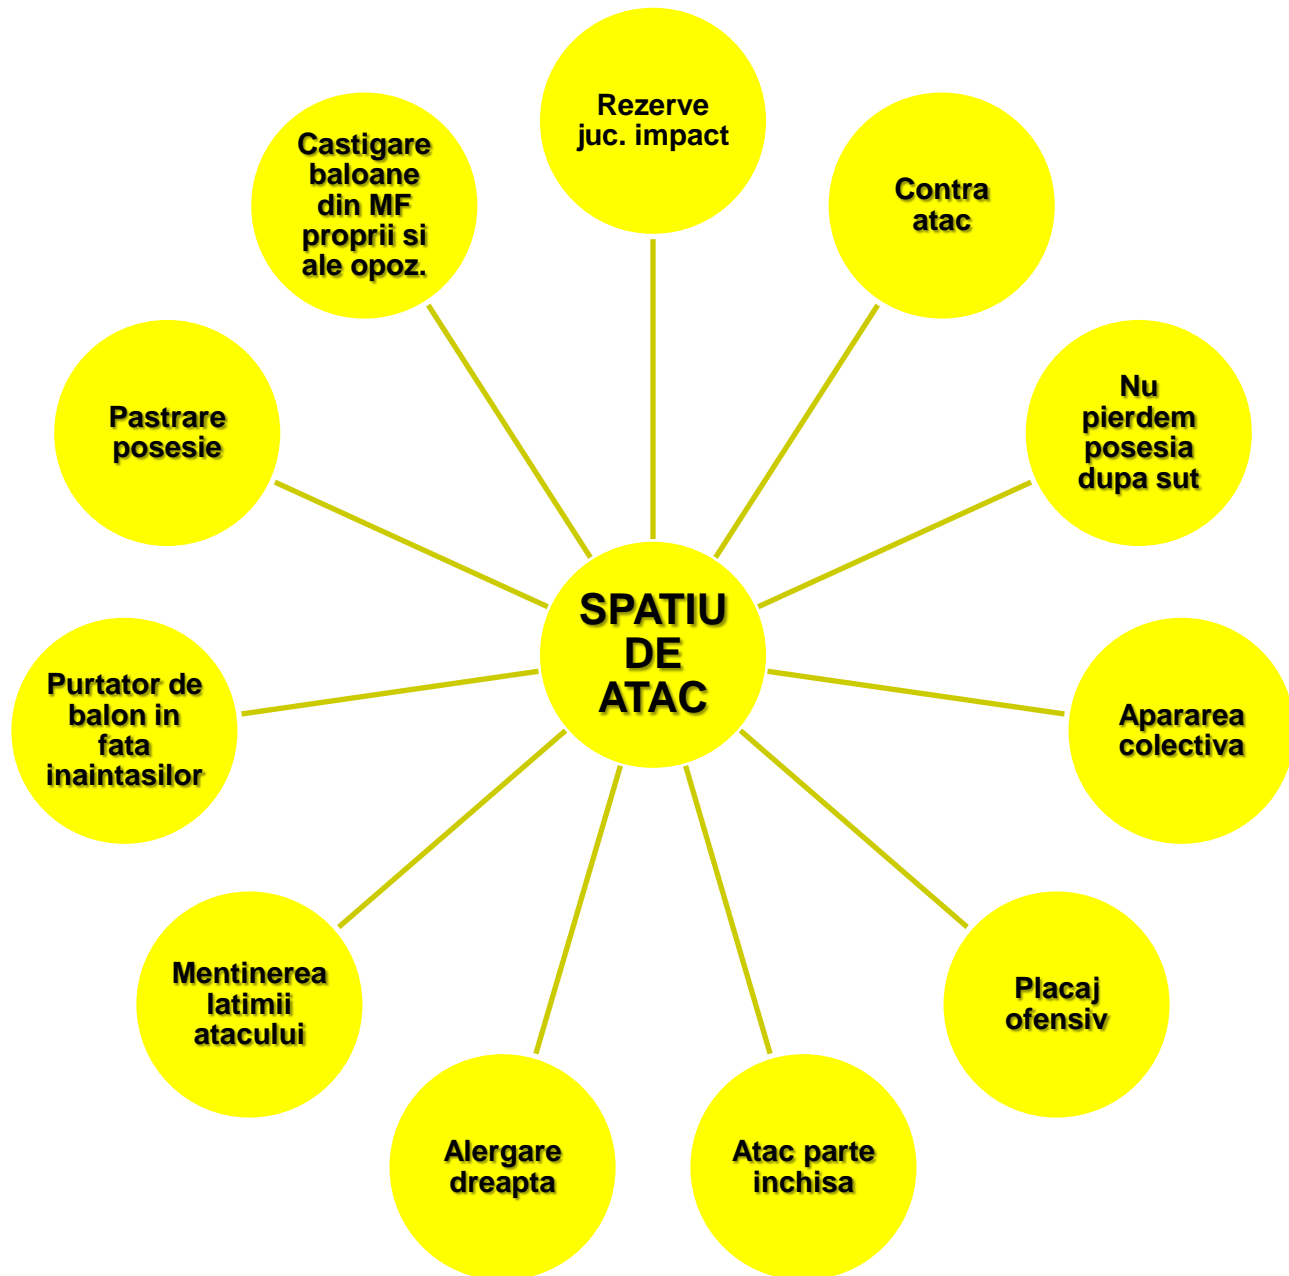 Rezerve
juc. impact
Contra
atac
Nu
pierdem
posesia
dupa sut
Apararea
colectiva
Placaj
ofensiv
Atac parte
inchisa
Alergare
dreapta
Mentinerea
latimii
atacului
Purtator de
balon in
fata
inaintasilor
Pastrare
posesie
Castigare
baloane
din MF
proprii si
ale opoz.
SPATIU
DE
ATAC